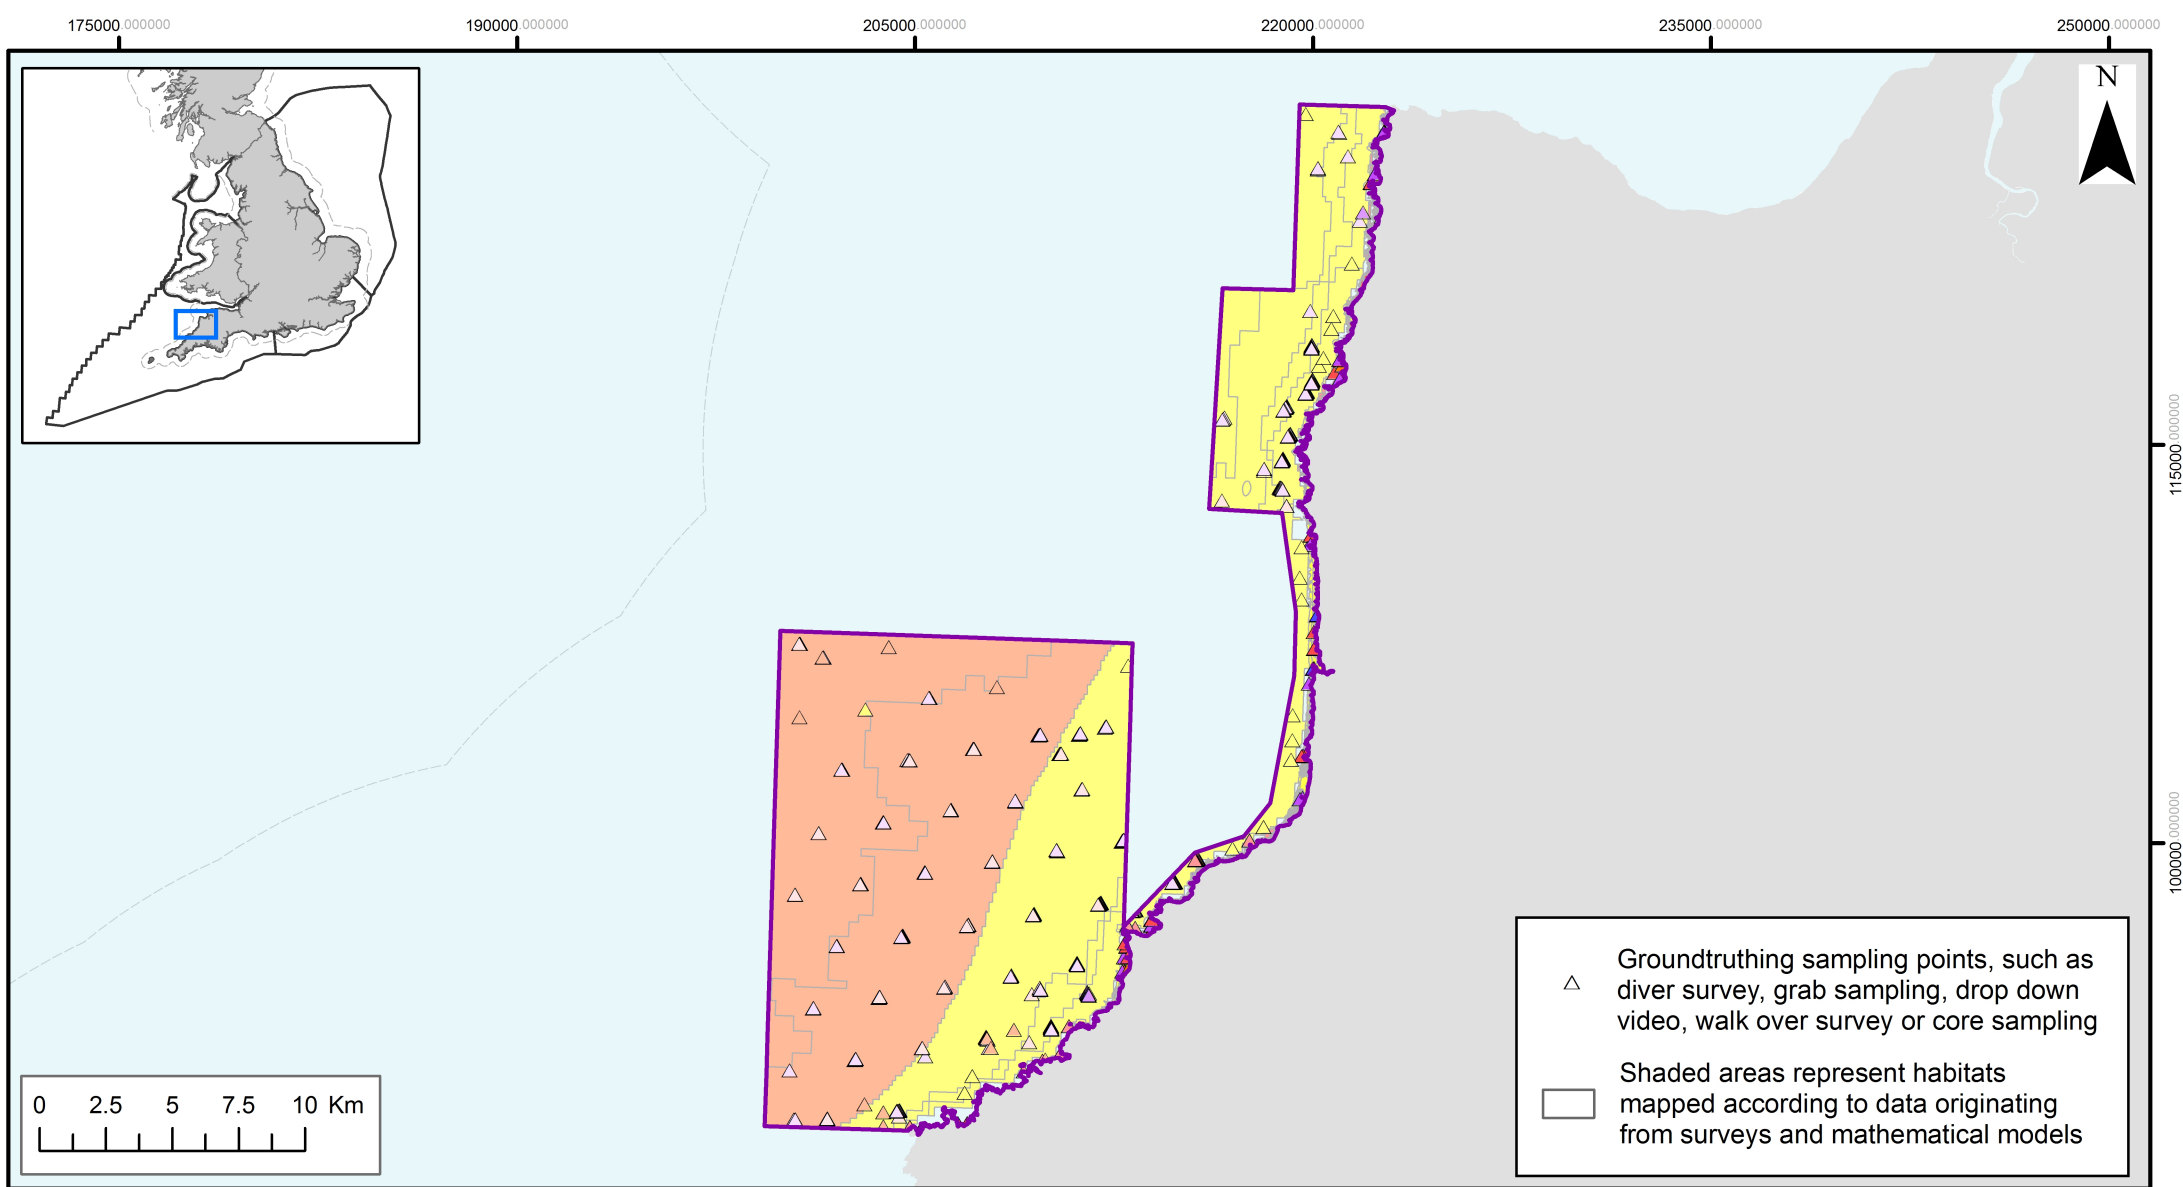 175000.000000 190000.000000 205000.000000 220000.000000 235000.000000 250000.000000
N
115000.000000
100000.000000
Groundtruthing sampling points, such as
diver survey, grab sampling, drop down
video, walk over survey or core sampling
Shaded areas represent habitats
mapped according to data originating
from surveys and mathematical models
0 2.5 5 7.5 10 Km